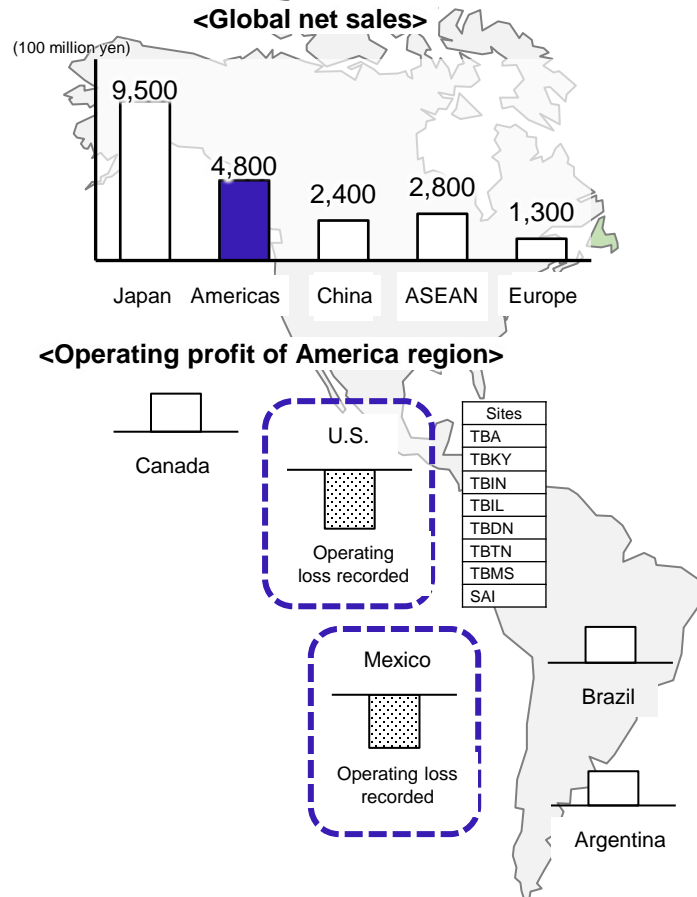 <Global net sales>
(100 million yen)
9,500
4,800
2,400
2,800
1,300
Japan
Americas
China
ASEAN
Europe
<Operating profit of America region>
Canada
U.S.
Operating
loss recorded
Sites
TBA
TBKY
TBIN
TBIL
TBDN
TBTN
TBMS
SAI
Mexico
Operating loss
recorded
Brazil
Argentina